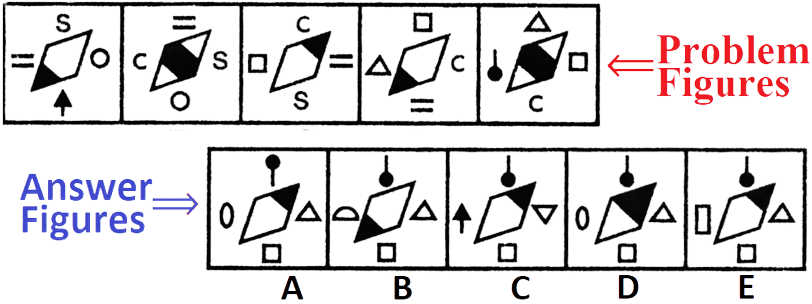 S
C S
C
S
C
C
Problem
Figures
Answer
Figures
A B C D E